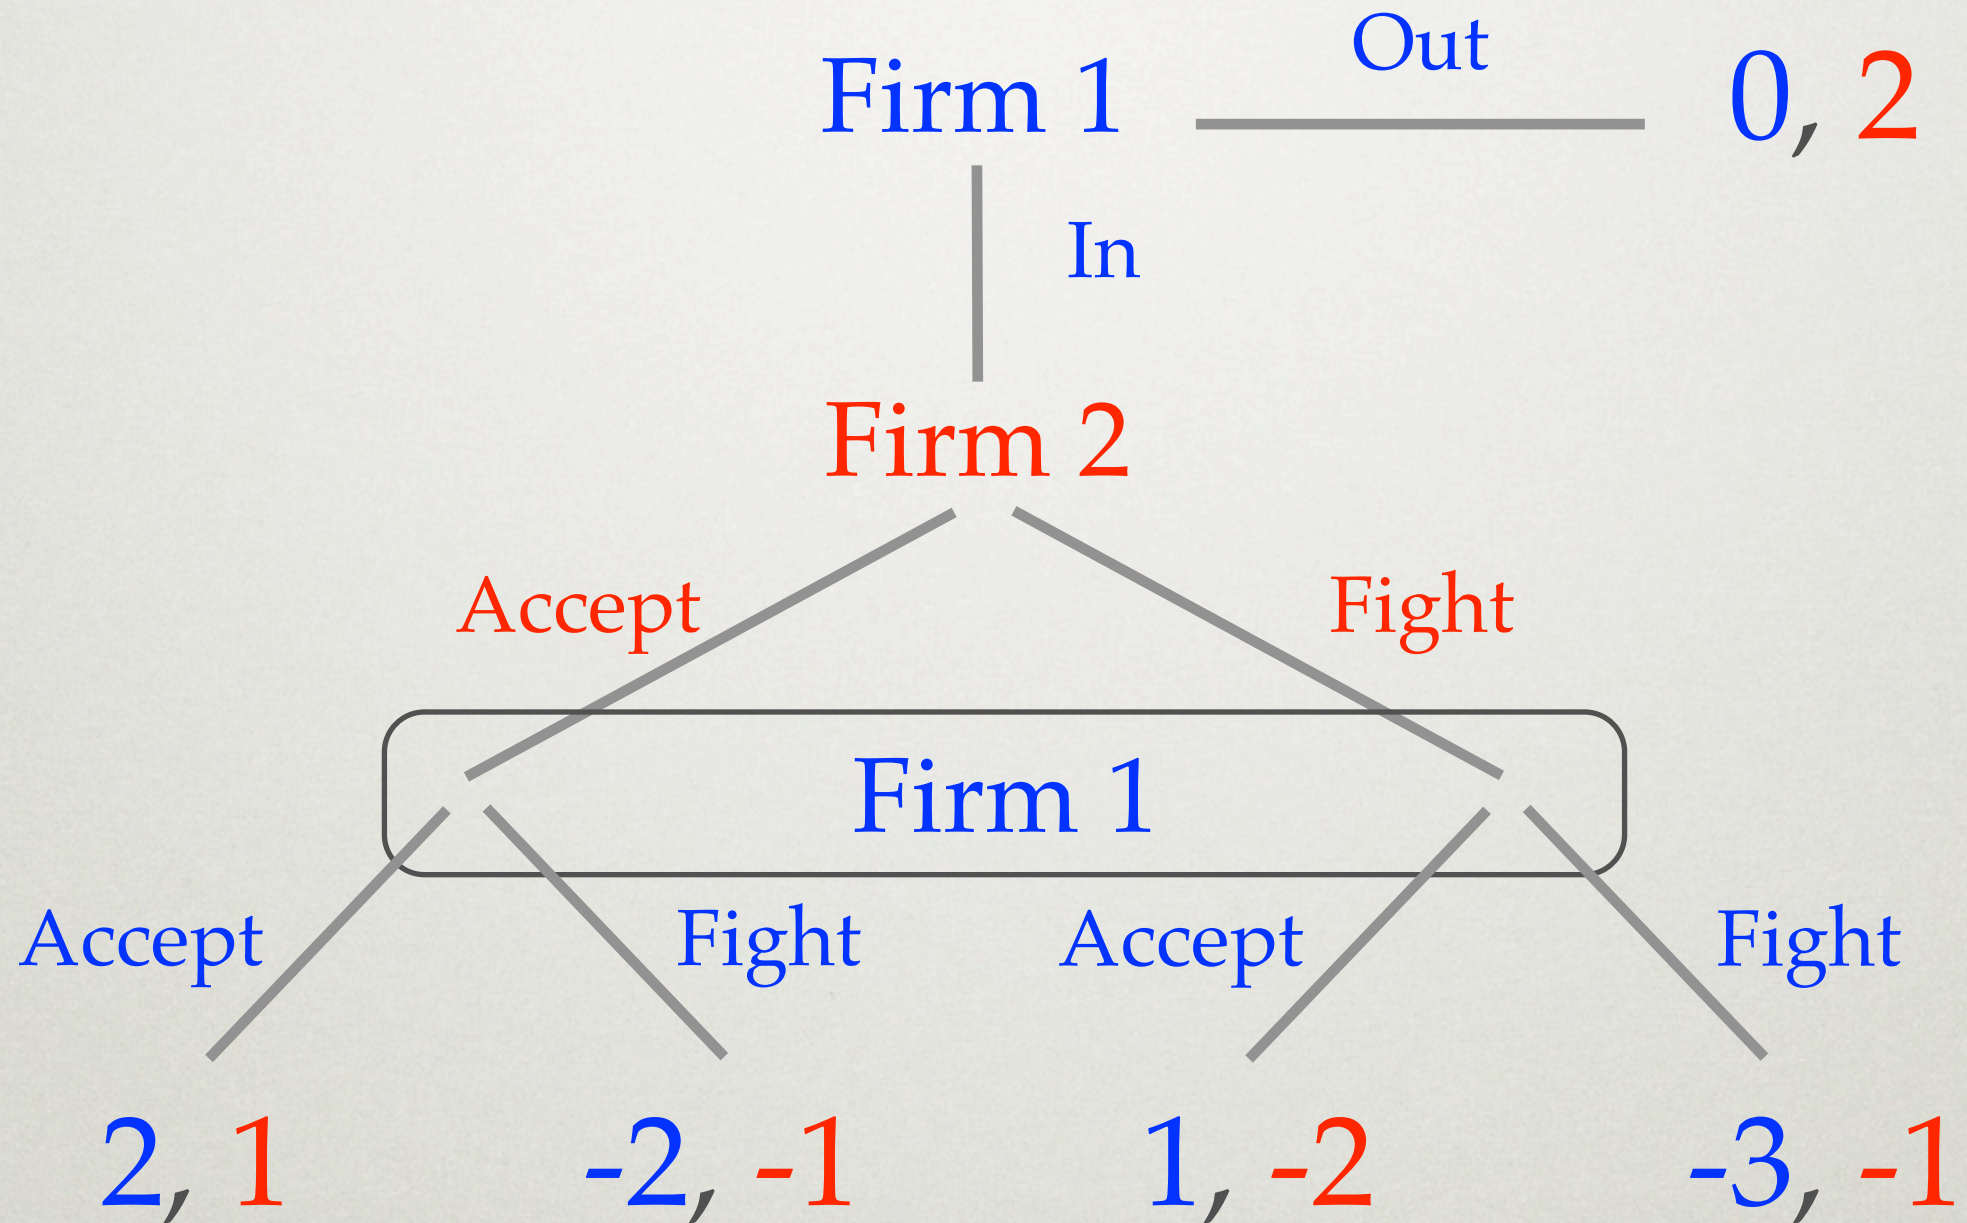 Out
Firm 1
0, 2
In
Firm 2
Accept
Fight
Firm 1
Accept
Fight
Accept
Fight
2, 1
-2, -1
1, -2
-3, -1